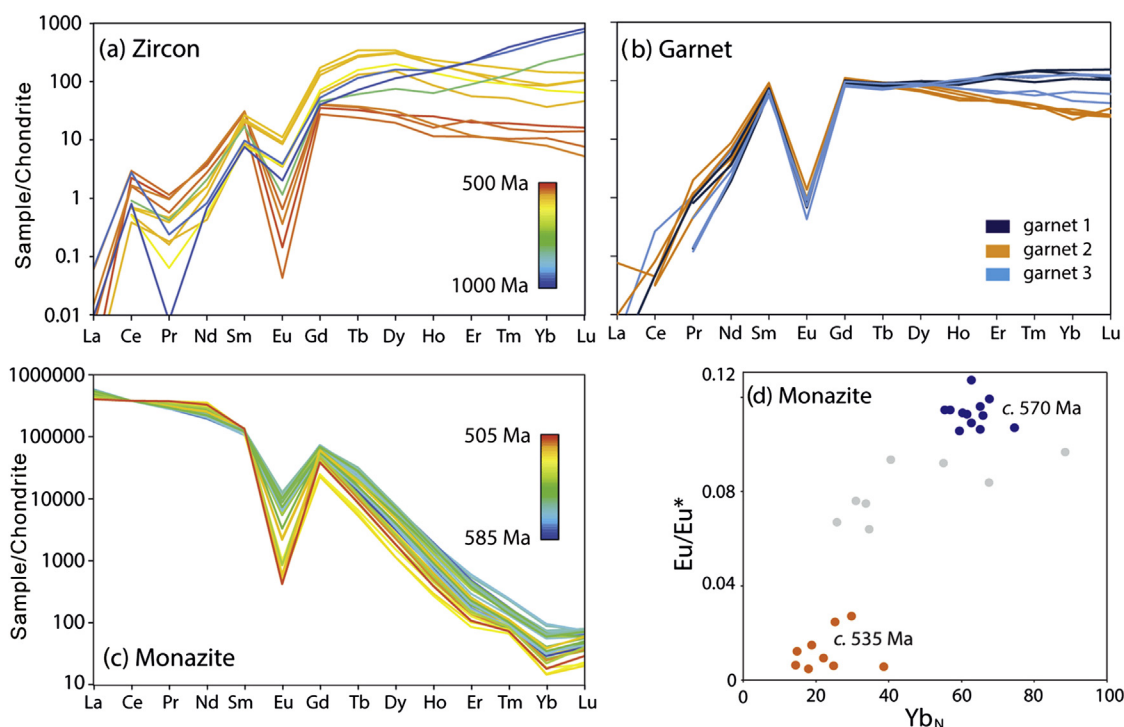 (a) Zircon
Sample/Chondrite
1000
100
10
1
0.1
0.01
500 Ma
1000 Ma
La Ce Pr Nd Sm Eu Gd Tb Dy Ho Er Tm Yb Lu
(b) Garnet
garnet 1
garnet 2
garnet 3
La Ce Pr Nd Sm Eu Gd Tb Dy Ho Er Tm Yb Lu
Sample/Chondrite
1000000
100000
10000
1000
100
10
505 Ma
585 Ma
(c) Monazite
La Ce Pr Nd Sm Eu Gd Tb Dy Ho Er Tm Yb Lu
(d) Monazite
Eu/Eu*
0.12
0.08
0.04
0
c. 570 Ma
c. 535 Ma
0 20 40 60 80 100
YbN